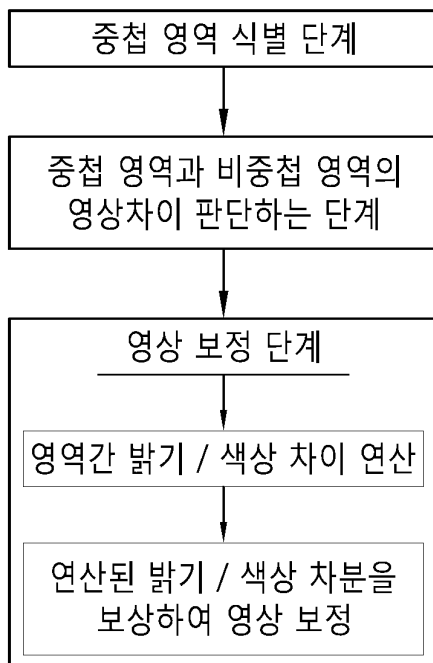 중첩 영역 식별 단계
중첩 영역과 비중첩 영역의
영상차이 판단하는 단계
영상 보정 단계
영역간 밝기 / 색상 차이 연산
연산된 밝기 / 색상 차분을
보상하여 영상 보정